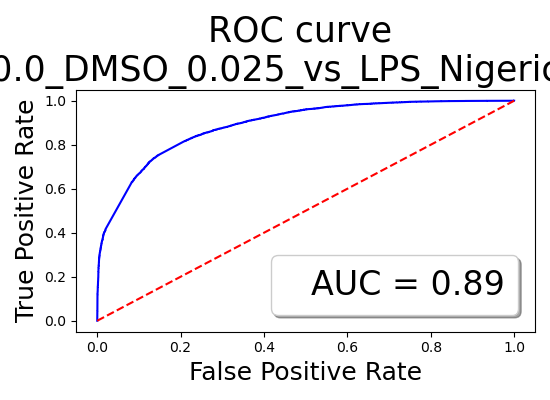 ROC curve
0.0_DMSO_0.025_vs_LPS_Nigeric
True Positive Rate
1.0
0.8
0.6
0.4
0.2
0.0
AUC = 0.89
0.0 0.2 0.4 0.6 0.8 1.0
False Positive Rate